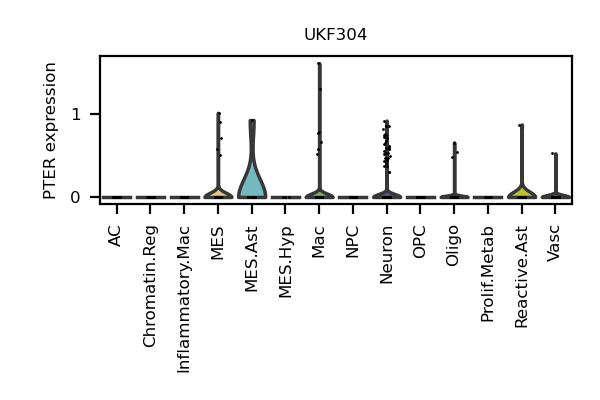 UKF304
PTER expression
1
0
AC
Chromatin.Reg
Inflammatory.Mac
MES
MES.Ast
MES.Hyp
Mac
NPC
Neuron
OPC
Oligo
Prolif.Metab
Reactive.Ast
Vasc